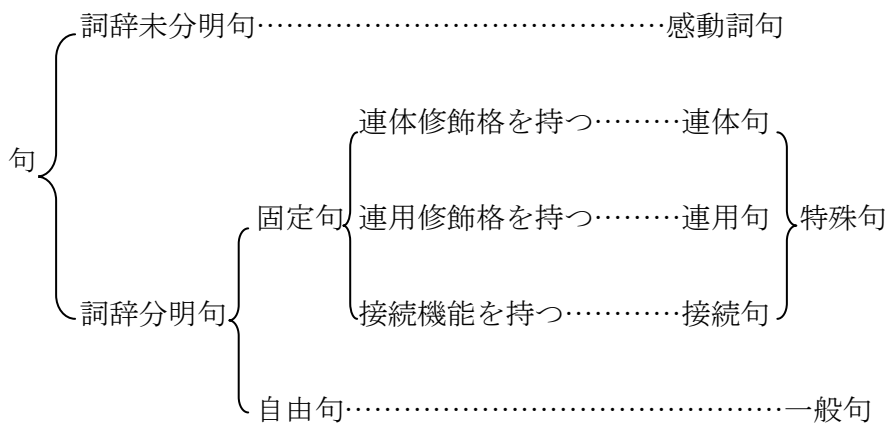 詞辞未分明句……………………………………感動詞句
連体修飾格を持つ………連体句
句
固定句 連用修飾格を持つ………連用句 特殊句
詞辞分明句 接続機能を持つ…………接続句
自由句………………………………………一般句